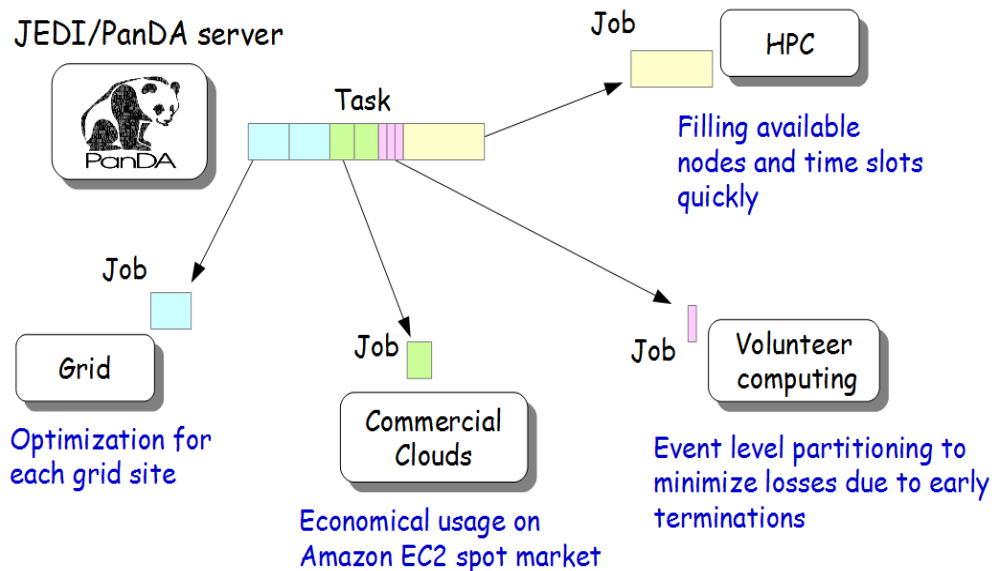 JEDI/PanDA server
PanDA
Task
Job
HPC
Filling available
nodes and time slots
quickly
Job
Grid
Optimization for
each grid site
Job
Commercial
Clouds
Economical usage on
Amazon EC2 spot market
Job
Volunteer
computing
Event level partitioning to
minimize losses due to early
terminations